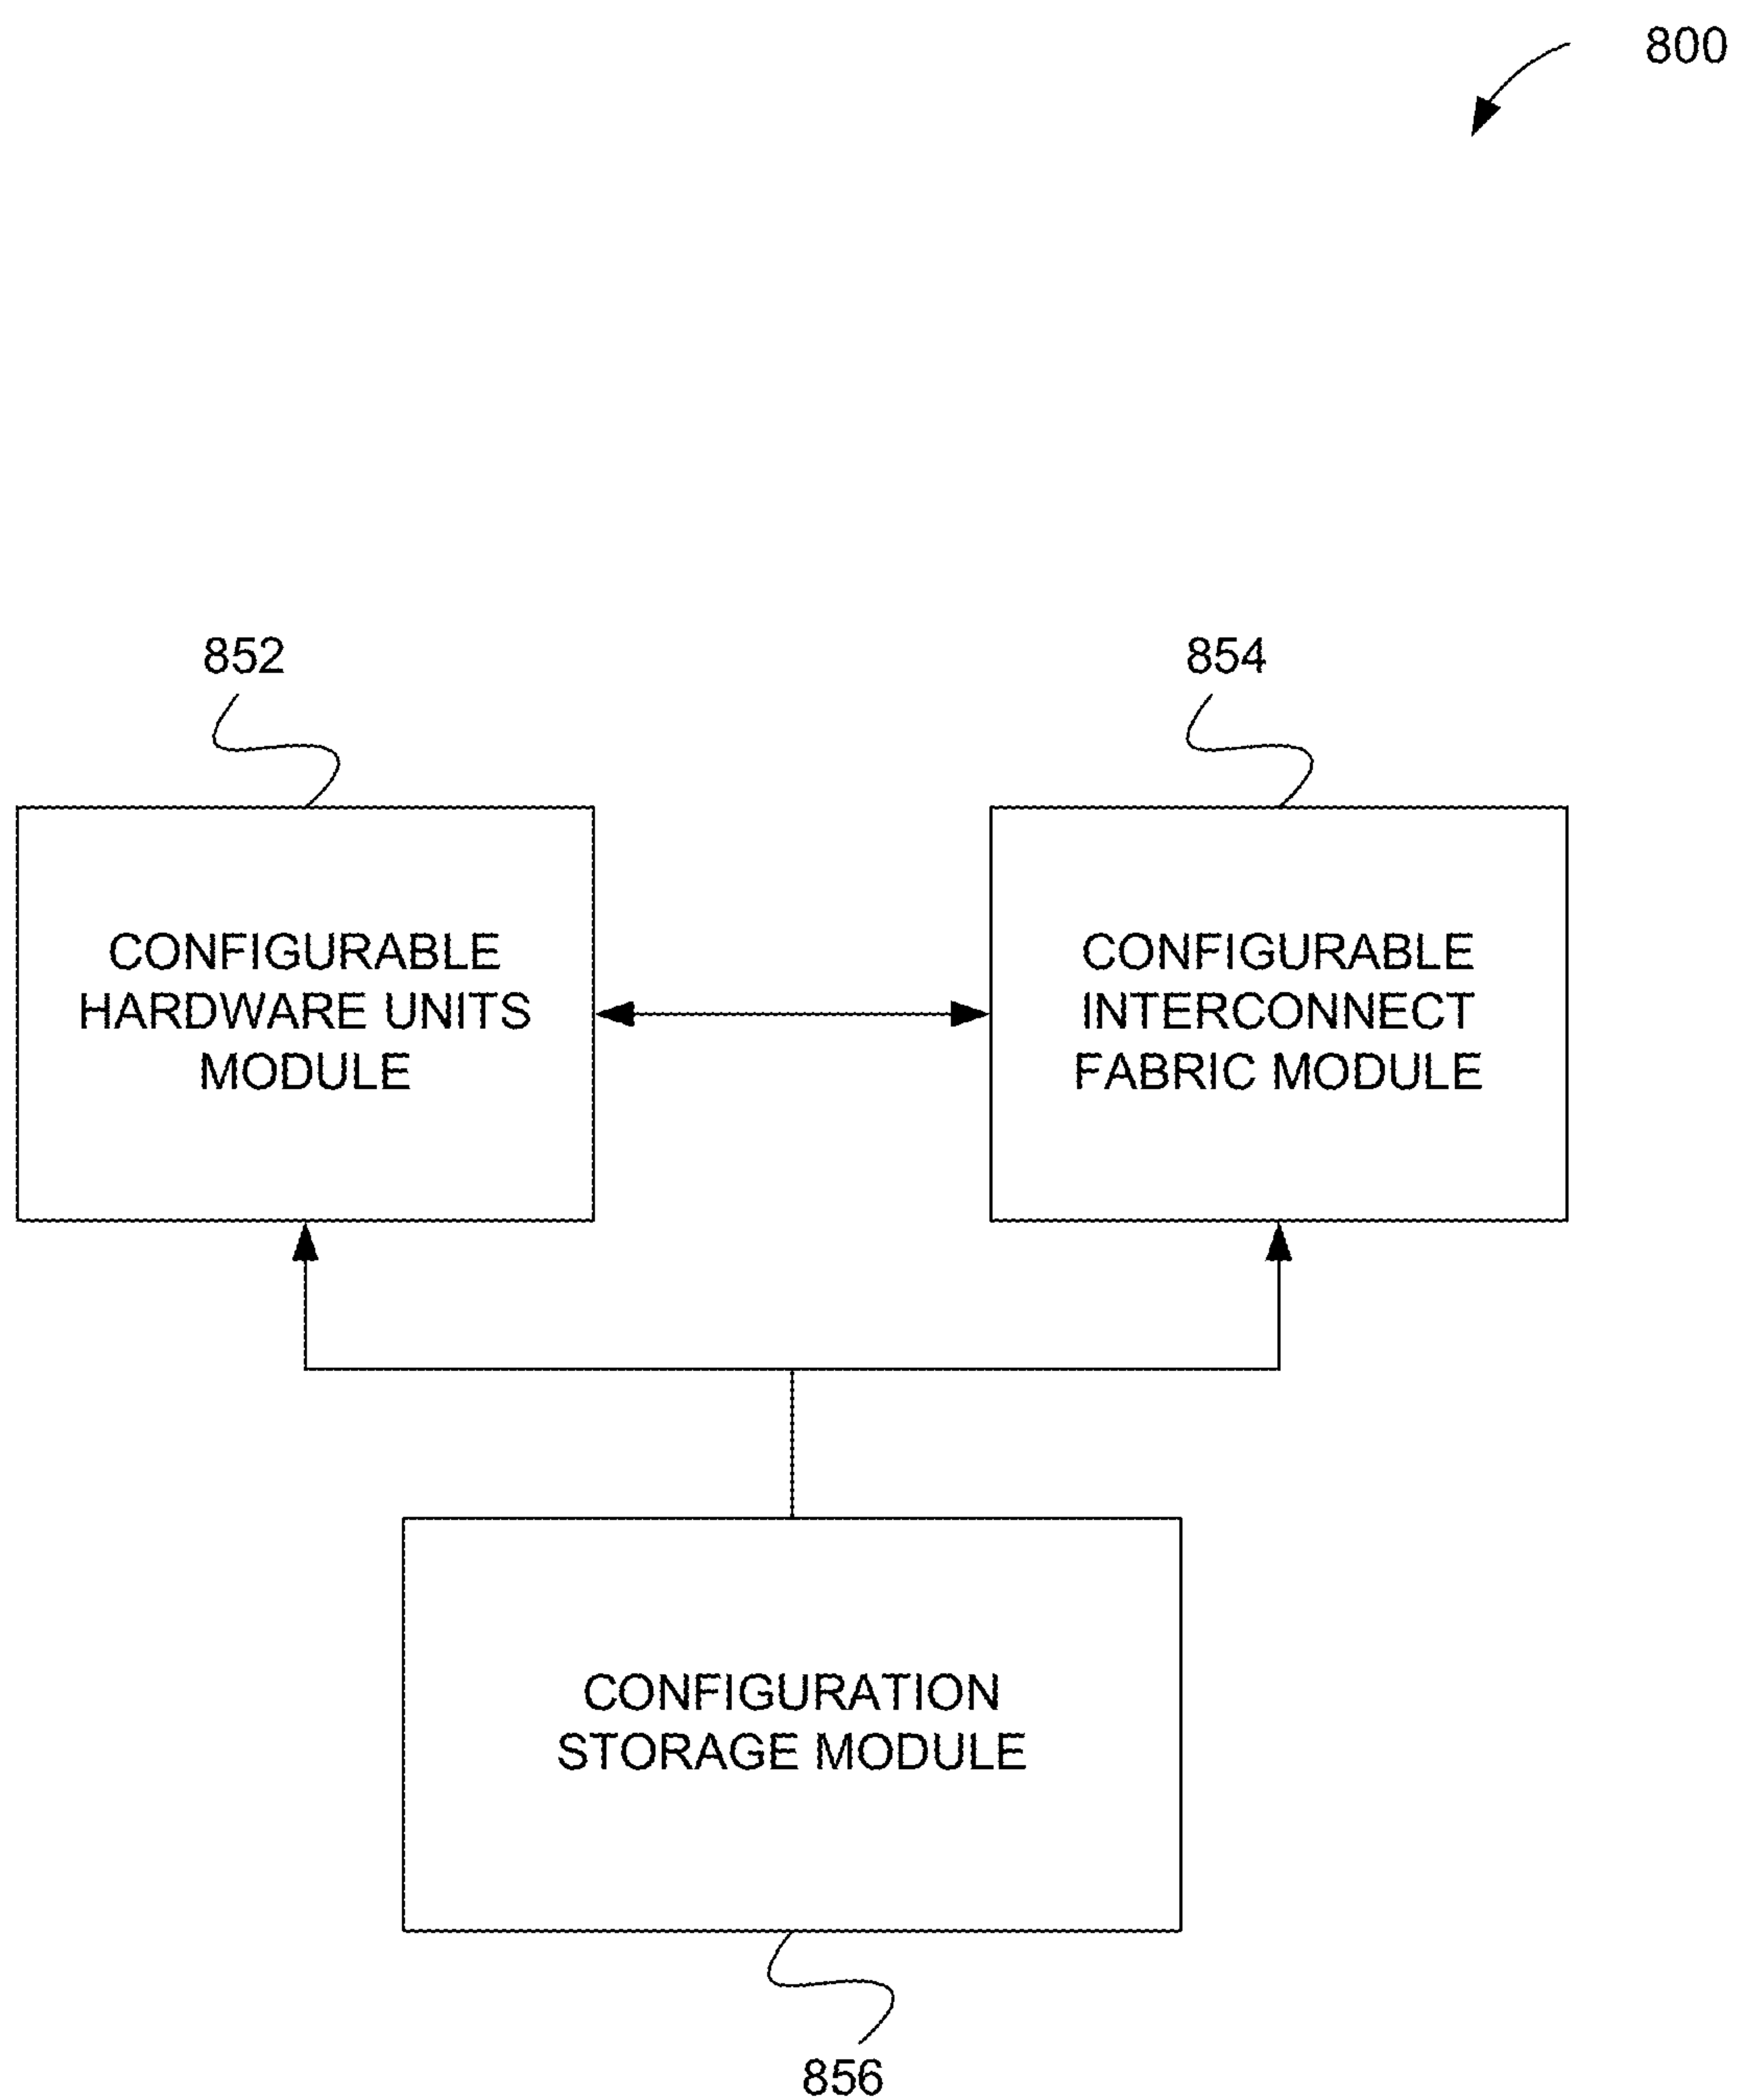 800
852
854
CONFIGURABLE
HARDWARE UNITS
MODULE
CONFIGURABLE
INTERCONNECT
FABRIC MODULE
CONFIGURATION
STORAGE MODULE
856